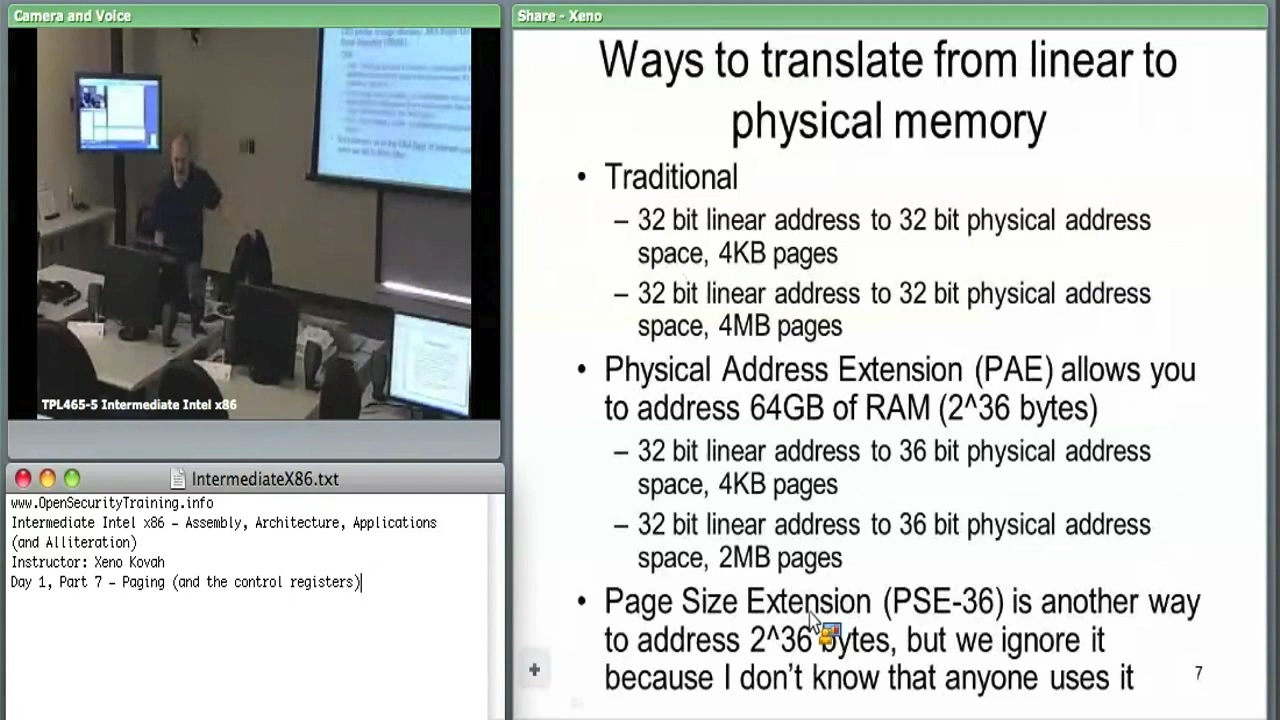 Camera and Voice
TPL465-5 Intermediate Intel x86
IntermediateX86.txt
www.OpenSecurityTraining.info
Intermediate Intel x86 – Assembly, Architecture, Applications
(and Alliteration)
Instructor: Xeno Kovah
Day 1, Part 7 – Paging (and the control registers)
Share - Xeno
Ways to translate from linear to
physical memory
• Traditional
– 32 bit linear address to 32 bit physical address
space, 4KB pages
– 32 bit linear address to 32 bit physical address
space, 4MB pages
• Physical Address Extension (PAE) allows you
to address 64GB of RAM (2^36 bytes)
– 32 bit linear address to 36 bit physical address
space, 4KB pages
– 32 bit linear address to 36 bit physical address
space, 2MB pages
• Page Size Extension (PSE-36) is another way
to address 2^36 bytes, but we ignore it
because I don’t know that anyone uses it
7